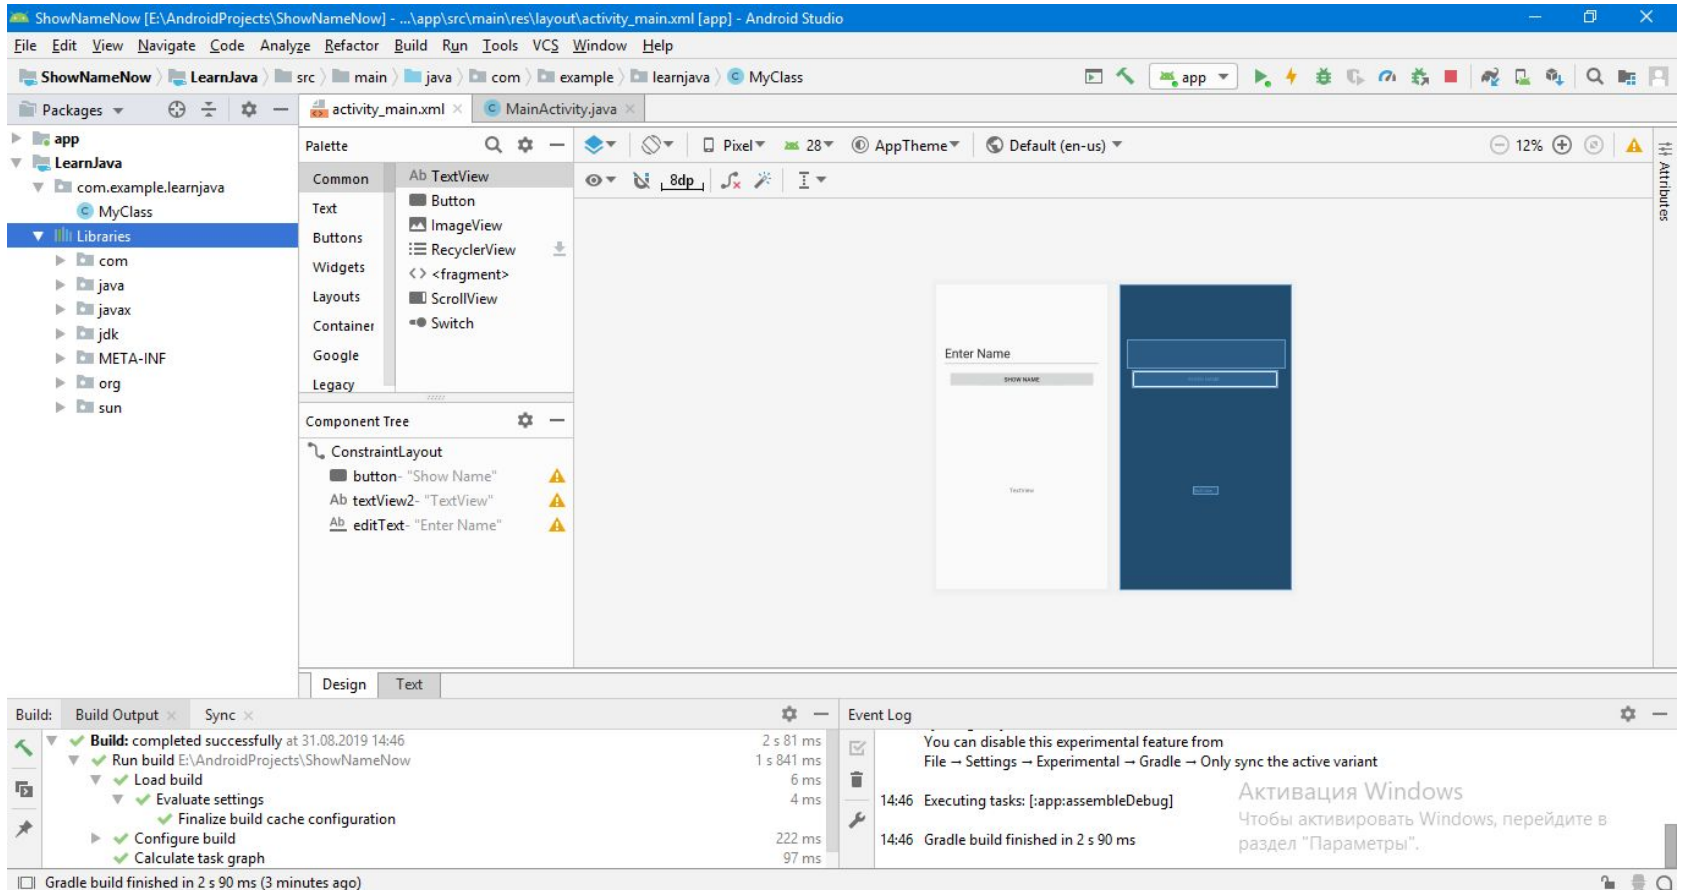 ShowNameNow [E:\AndroidProjects\ShowNameNow] - ...\app\src\main\res\layout\activity_main.xml [app] - Android Studio
File Edit View Navigate Code Analyze Refactor Build Run Tools VCS Window Help
ShowNameNow LearnJava src main java com example learnjava MyClass app
Packages
activity_main.xml MainActivity.java
app
LearnJava
com.example.learnjava
MyClass
Libraries
com
java
javax
jdk
META-INF
org
sun
Palette
Common
Text
Buttons
Widgets
Layouts
Container
Google
Legacy
Ab TextView
Button
ImageView
RecyclerView
<fragment>
ScrollView
Switch
Component Tree
ConstraintLayout
button- "Show Name"
Ab textView2- "TextView"
Ab editText- "Enter Name"
Pixel 28 AppTheme Default (en-us) 12%
8dp
Attributes
Enter Name
SHOW NAME
TextView
Design Text
Build: Build Output Sync
Build: completed successfully at 31.08.2019 14:46 2 s 81 ms
Run build E:\AndroidProjects\ShowNameNow 1 s 841 ms
Load build 6 ms
Evaluate settings 4 ms
Finalize build cache configuration
Configure build 222 ms
Calculate task graph 97 ms
Event Log
You can disable this experimental feature from
File → Settings → Experimental → Gradle → Only sync the active variant
14:46 Executing tasks: [:app:assembleDebug]
14:46 Gradle build finished in 2 s 90 ms
Активация Windows
Чтобы активировать Windows, перейдите в
раздел "Параметры".
Gradle build finished in 2 s 90 ms (3 minutes ago)